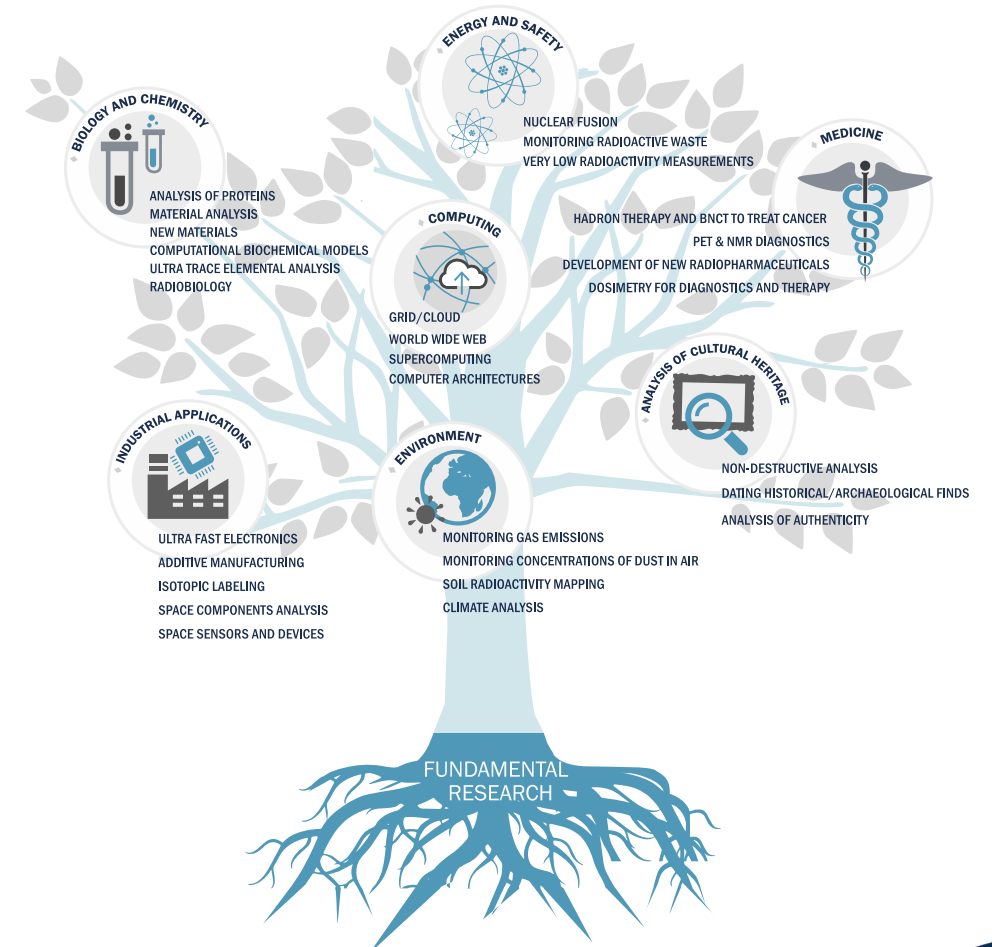 ENERGY AND SAFETY
NUCLEAR FUSION
MONITORING RADIOACTIVE WASTE
VERY LOW RADIOACTIVITY MEASUREMENTS
BIOLOGY AND CHEMISTRY
ANALYSIS OF PROTEINS
MATERIAL ANALYSIS
NEW MATERIALS
COMPUTATIONAL BIOCHEMICAL MODELS
ULTRA TRACE ELEMENTAL ANALYSIS
RADIOBIOLOGY
MEDICINE
HADRON THERAPY AND BNCT TO TREAT CANCER
PET & NMR DIAGNOSTICS
DEVELOPMENT OF NEW RADIOPHARMACEUTICALS
DOSIMETRY FOR DIAGNOSTICS AND THERAPY
COMPUTING
GRID/CLOUD
WORLD WIDE WEB
SUPERCOMPUTING
COMPUTER ARCHITECTURES
ANALYSIS OF CULTURAL HERITAGE
NON-DESTRUCTIVE ANALYSIS
DATING HISTORICAL/ARCHAEOLOGICAL FINDS
ANALYSIS OF AUTHENTICITY
INDUSTRIAL APPLICATIONS
ULTRA FAST ELECTRONICS
ADDITIVE MANUFACTURING
ISOTOPIC LABELING
SPACE COMPONENTS ANALYSIS
SPACE SENSORS AND DEVICES
ENVIRONMENT
MONITORING GAS EMISSIONS
MONITORING CONCENTRATIONS OF DUST IN AIR
SOIL RADIOACTIVITY MAPPING
CLIMATE ANALYSIS
FUNDAMENTAL
RESEARCH